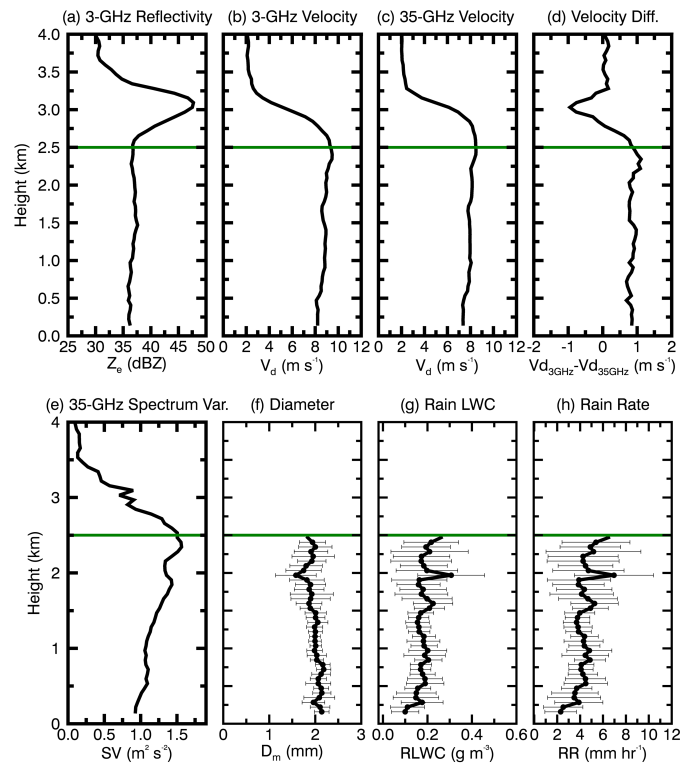 (a) 3-GHz Reflectivity (b) 3-GHz Velocity (c) 35-GHz Velocity (d) Velocity Diff.
4.0
3.5
3.0
2.5
2.0
1.5
1.0
0.5
0.0
Height (km)
25 30 35 40 45 50
Ze (dBZ)
0 2 4 6 8 10 12
Vd (m s-1)
0 2 4 6 8 10 12
Vd (m s-1)
-2 -1 0 1 2
Vd3GHz-Vd35GHz (m s-1)
(e) 35-GHz Spectrum Var. (f) Diameter (g) Rain LWC (h) Rain Rate
4
3
2
1
0
Height (km)
0.0 0.5 1.0 1.5
SV (m2 s-2)
0 1 2 3
Dm (mm)
0.0 0.2 0.4 0.6
RLWC (g m-3)
0 2 4 6 8 10 12
RR (mm hr-1)